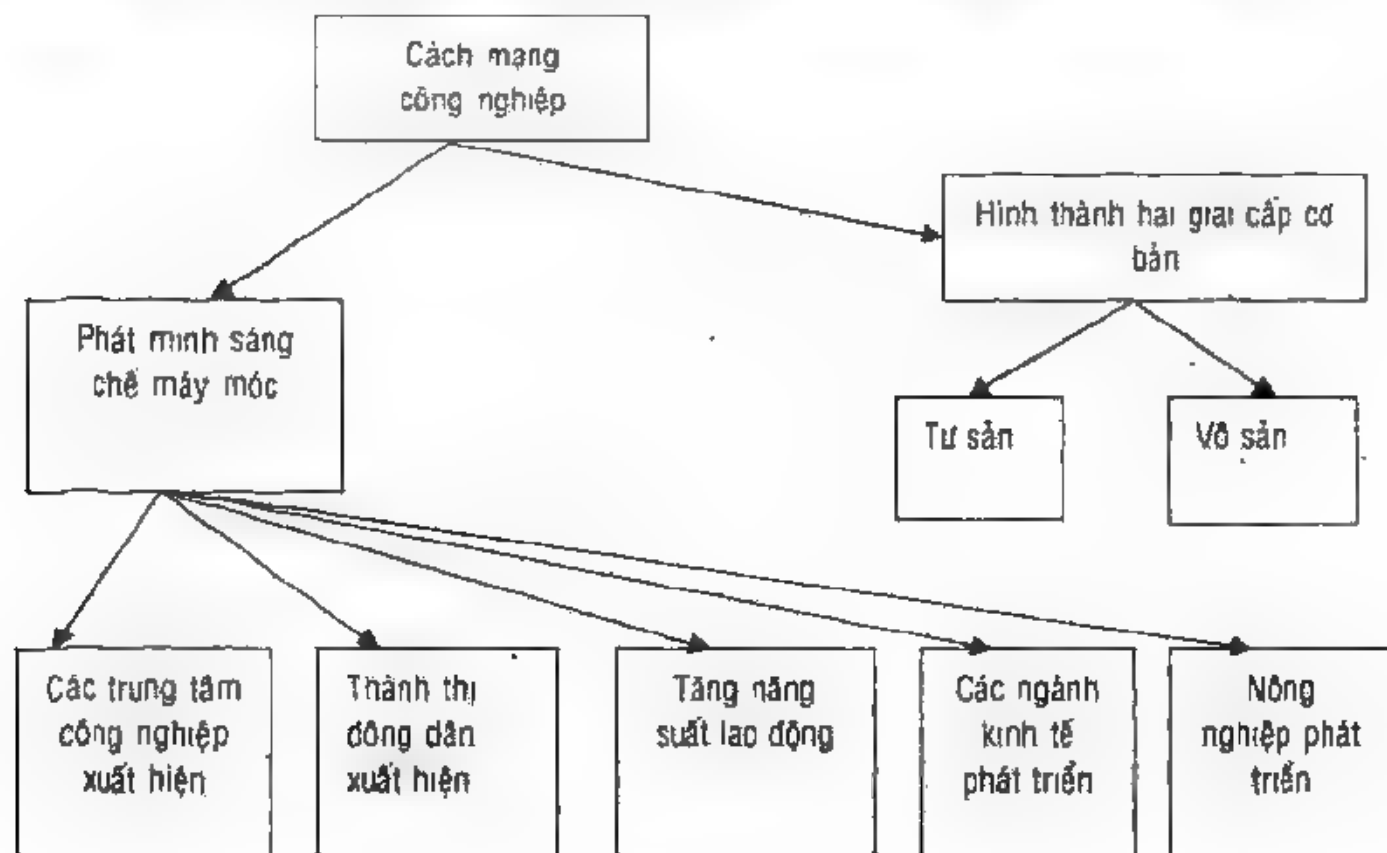 Cách mạng
công nghiệp
Hình thành hai giai cấp cơ
bản
Phát minh sáng
chế máy móc
Tư sản
Vô sản
Các trung tâm
công nghiệp
xuất hiện
Thành thị
đông dân
xuất hiện
Tăng năng
suất lao động
Các ngành
kinh tế
phát triển
Nông
nghiệp phát
triển